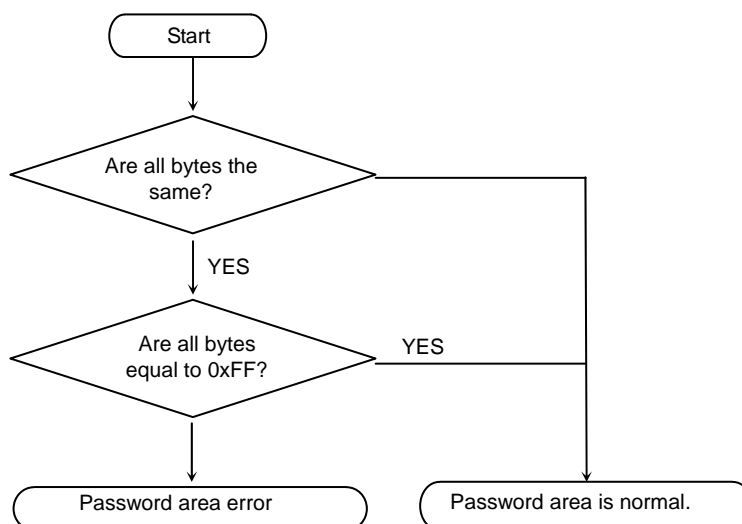 Start
Are all bytes the
same?
YES
Are all bytes
equal to 0xFF?
YES
Password area error
Password area is normal.